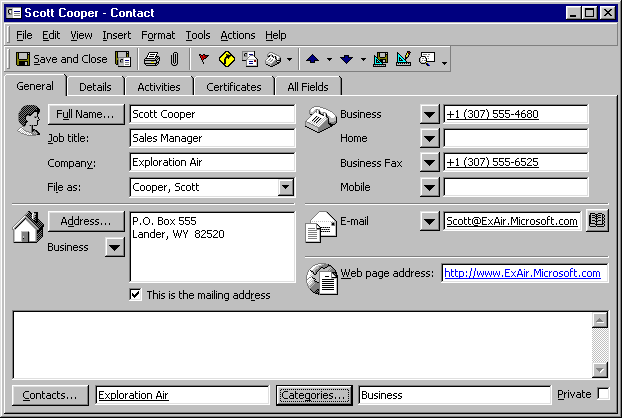 Scott Cooper - Contact
File Edit View Insert Format Tools Actions Help
Save and Close
General Details Activities Certificates All Fields
Full Name... Scott Cooper
Job title: Sales Manager
Company: Exploration Air
File as: Cooper, Scott
Business +1 (307) 555-4680
Home
Business Fax +1 (307) 555-6525
Mobile
Address... P.O. Box 555
Business Lander, WY 82520
This is the mailing address
E-mail Scott@ExAir.Microsoft.com
Web page address: http://www.ExAir.Microsoft.com
Contacts... Exploration Air Categories... Business Private